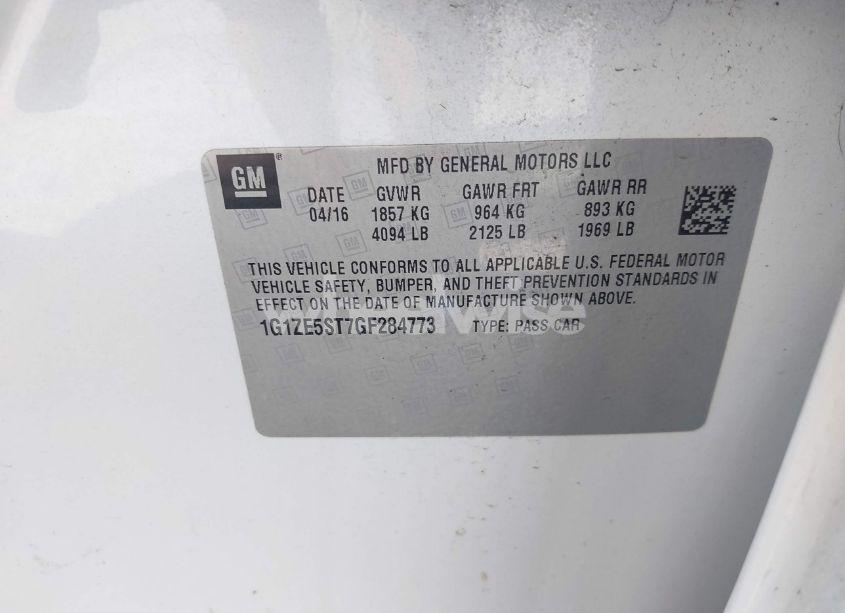 GM
MFD BY GENERAL MOTORS LLC
DATE GVWR GAWR FRT GAWR RR
04/16 1857 KG 964 KG 893 KG
4094 LB 2125 LB 1969 LB
THIS VEHICLE CONFORMS TO ALL APPLICABLE U.S. FEDERAL MOTOR
VEHICLE SAFETY, BUMPER, AND THEFT PREVENTION STANDARDS IN
EFFECT ON THE DATE OF MANUFACTURE SHOWN ABOVE.
1G1ZE5ST7GF284773 TYPE: PASS CAR